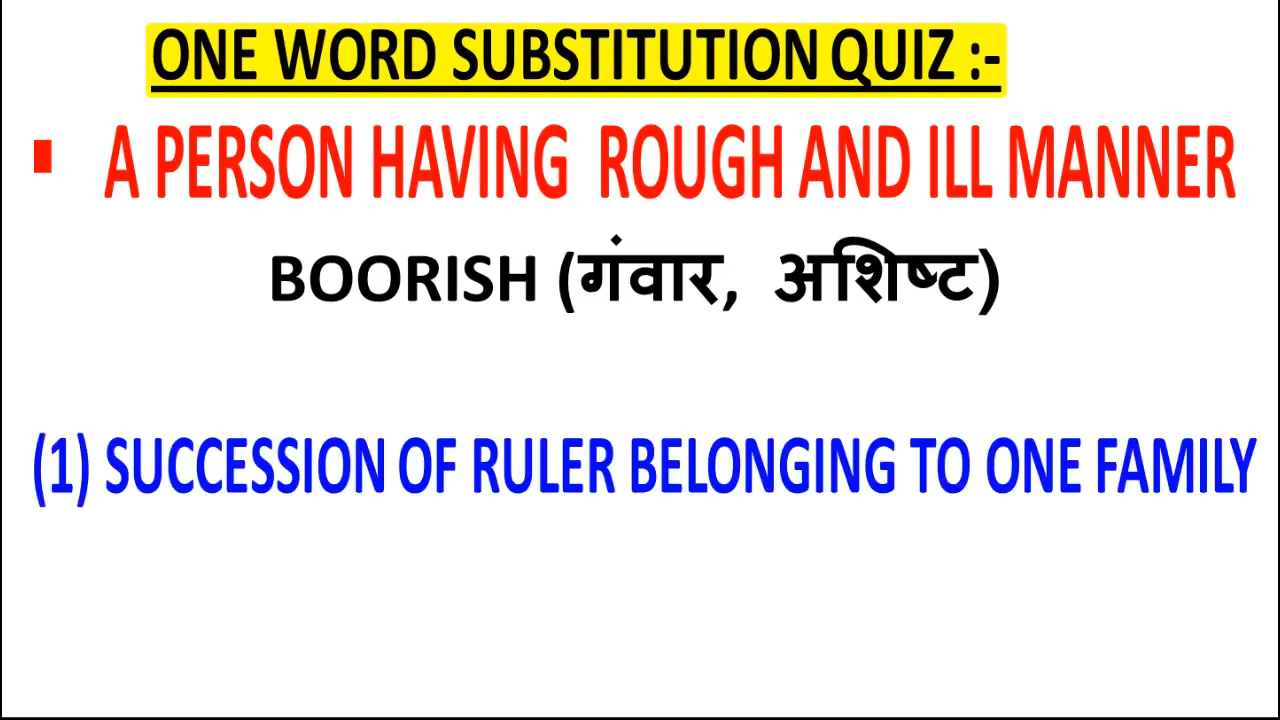 ONE WORD SUBSTITUTION QUIZ :-
▪ A PERSON HAVING ROUGH AND ILL MANNER
BOORISH (गंवार, अशिष्ट)
(1) SUCCESSION OF RULER BELONGING TO ONE FAMILY